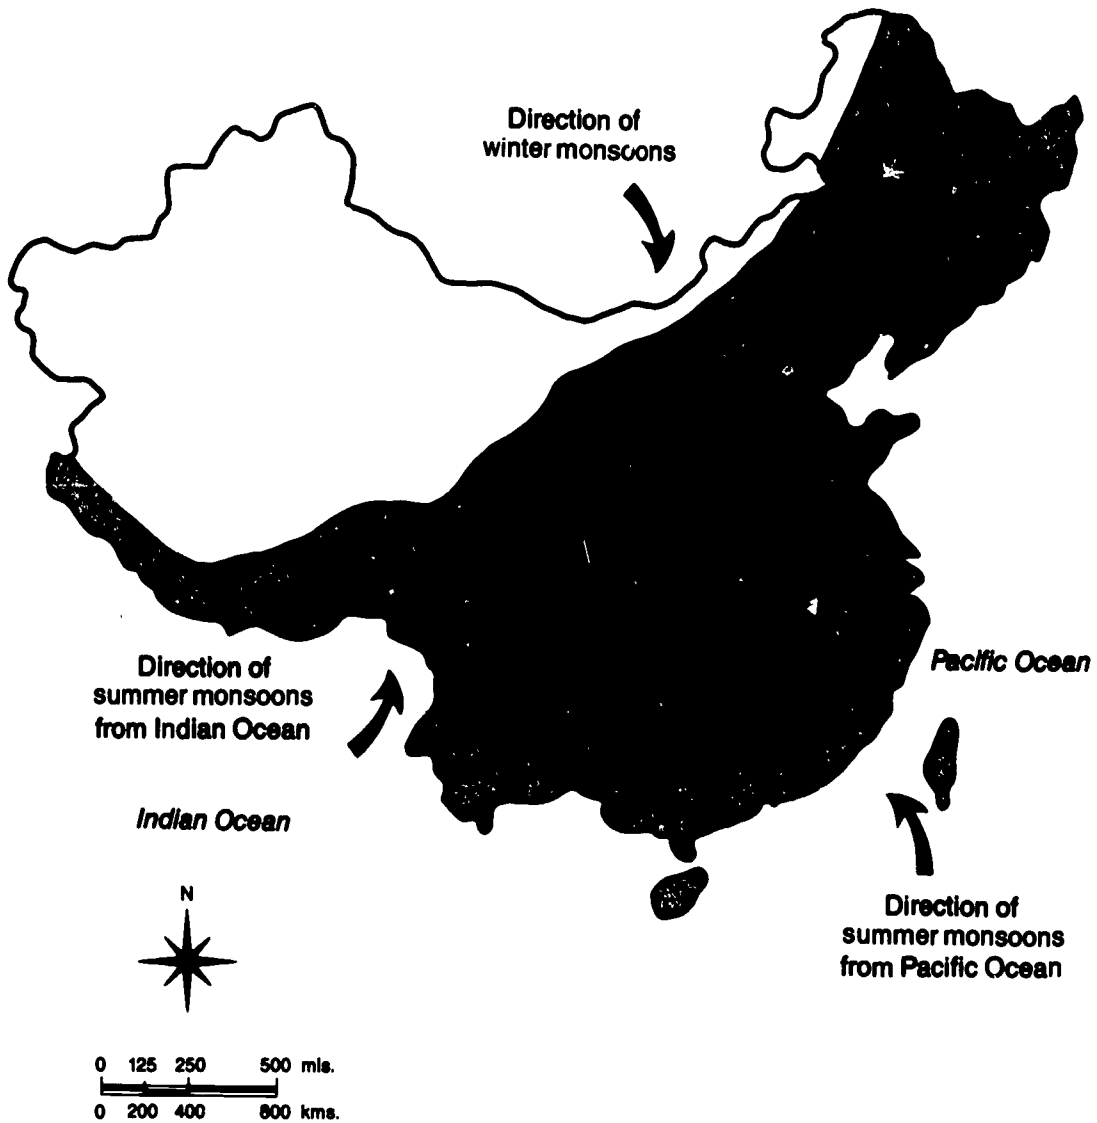 Direction of
winter monsoons
Direction of
summer monsoons
from Indian Ocean
Pacific Ocean
Indian Ocean
N
Direction of
summer monsoons
from Pacific Ocean
0 125 250 500 mls.
0 200 400 800 kms.